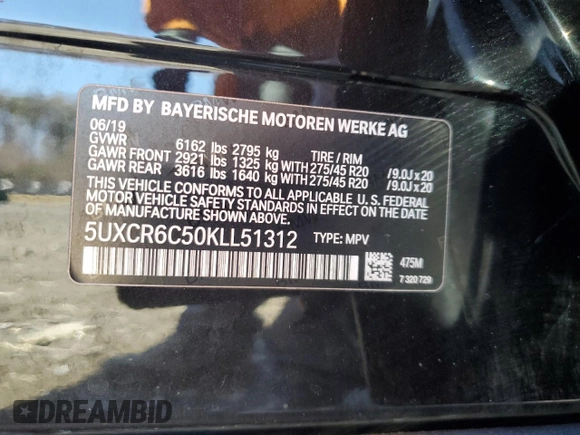 MFD BY BAYERISCHE MOTOREN WERKE AG
06/19
GVWR 6162 lbs 2795 kg TIRE / RIM
GAWR FRONT 2921 lbs 1325 kg WITH 275/45 R20 /9.0Jx20
GAWR REAR 3616 lbs 1640 kg WITH 275/45 R20 /9.0Jx20
THIS VEHICLE CONFORMS TO ALL APPLICABLE U.S. FEDERAL
MOTOR VEHICLE SAFETY STANDARDS IN EFFECT ON THE DATE
OF MANUFACTURE SHOWN ABOVE.
5UXCR6C50KLL51312 TYPE: MPV
475M
7 320 729
DREAMBID